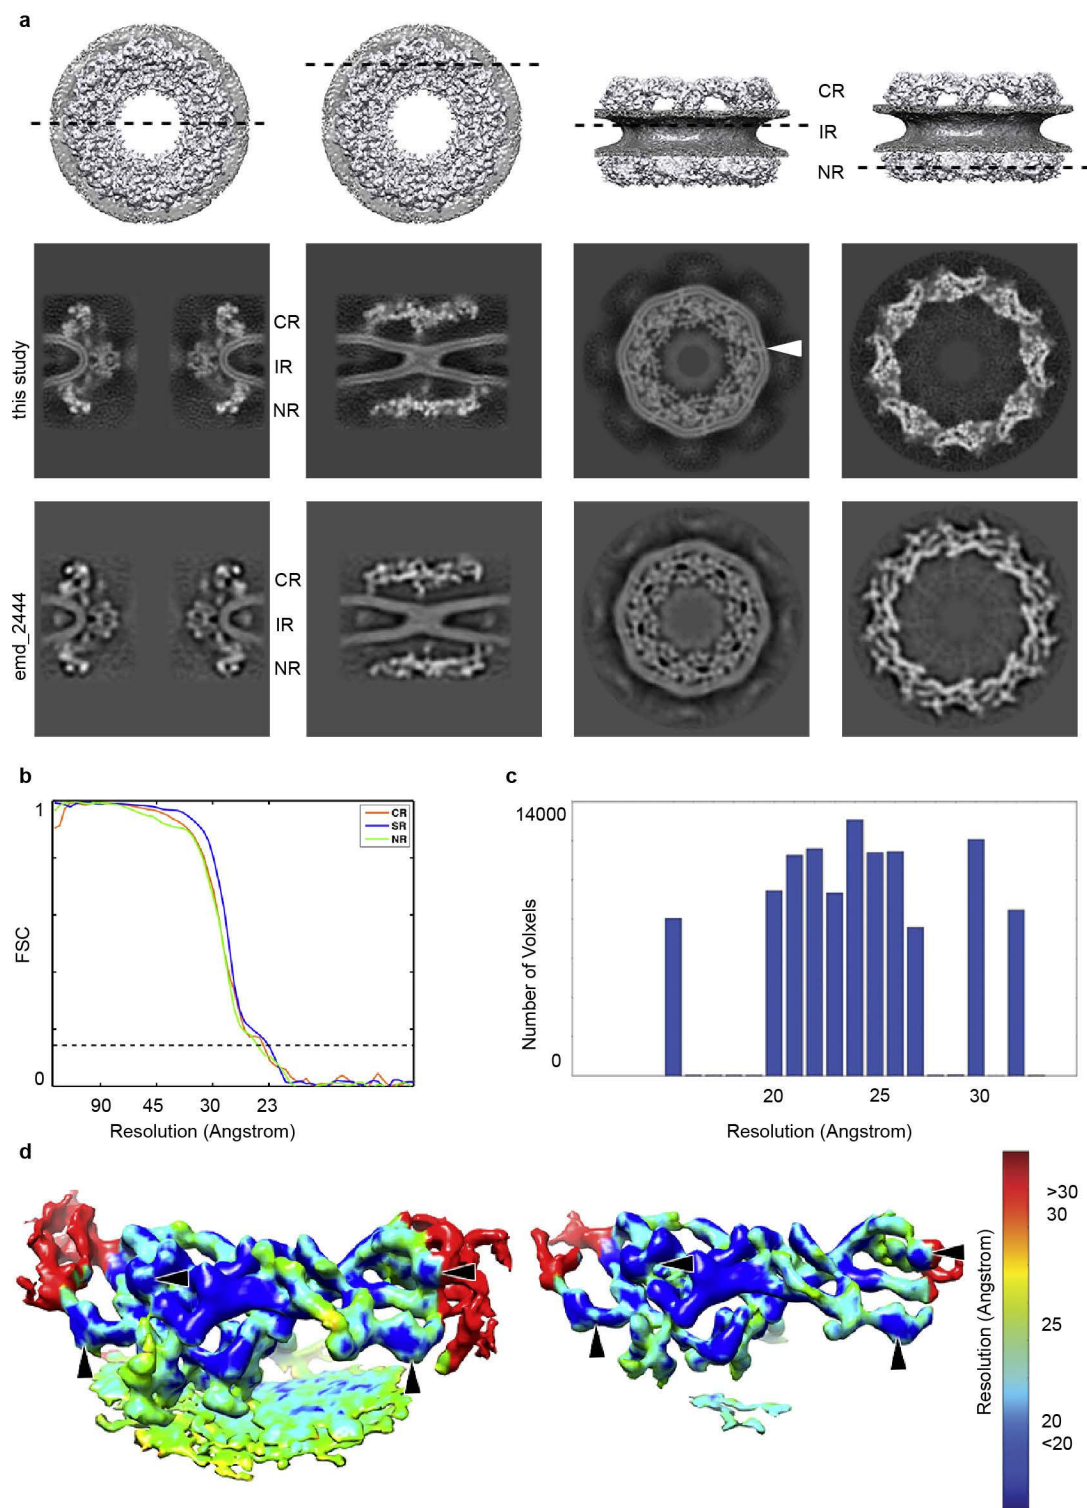 a
CR
IR
NR
this study
CR
IR
NR
emd_2444
CR
IR
NR
b
1
CR
SR
NR
FSC
0
90 45 30 23
Resolution (Angstrom)
c
14000
Number of Volxels
0
20 25 30
Resolution (Angstrom)
d
>30
30
25
20
<20
Resolution (Angstrom)